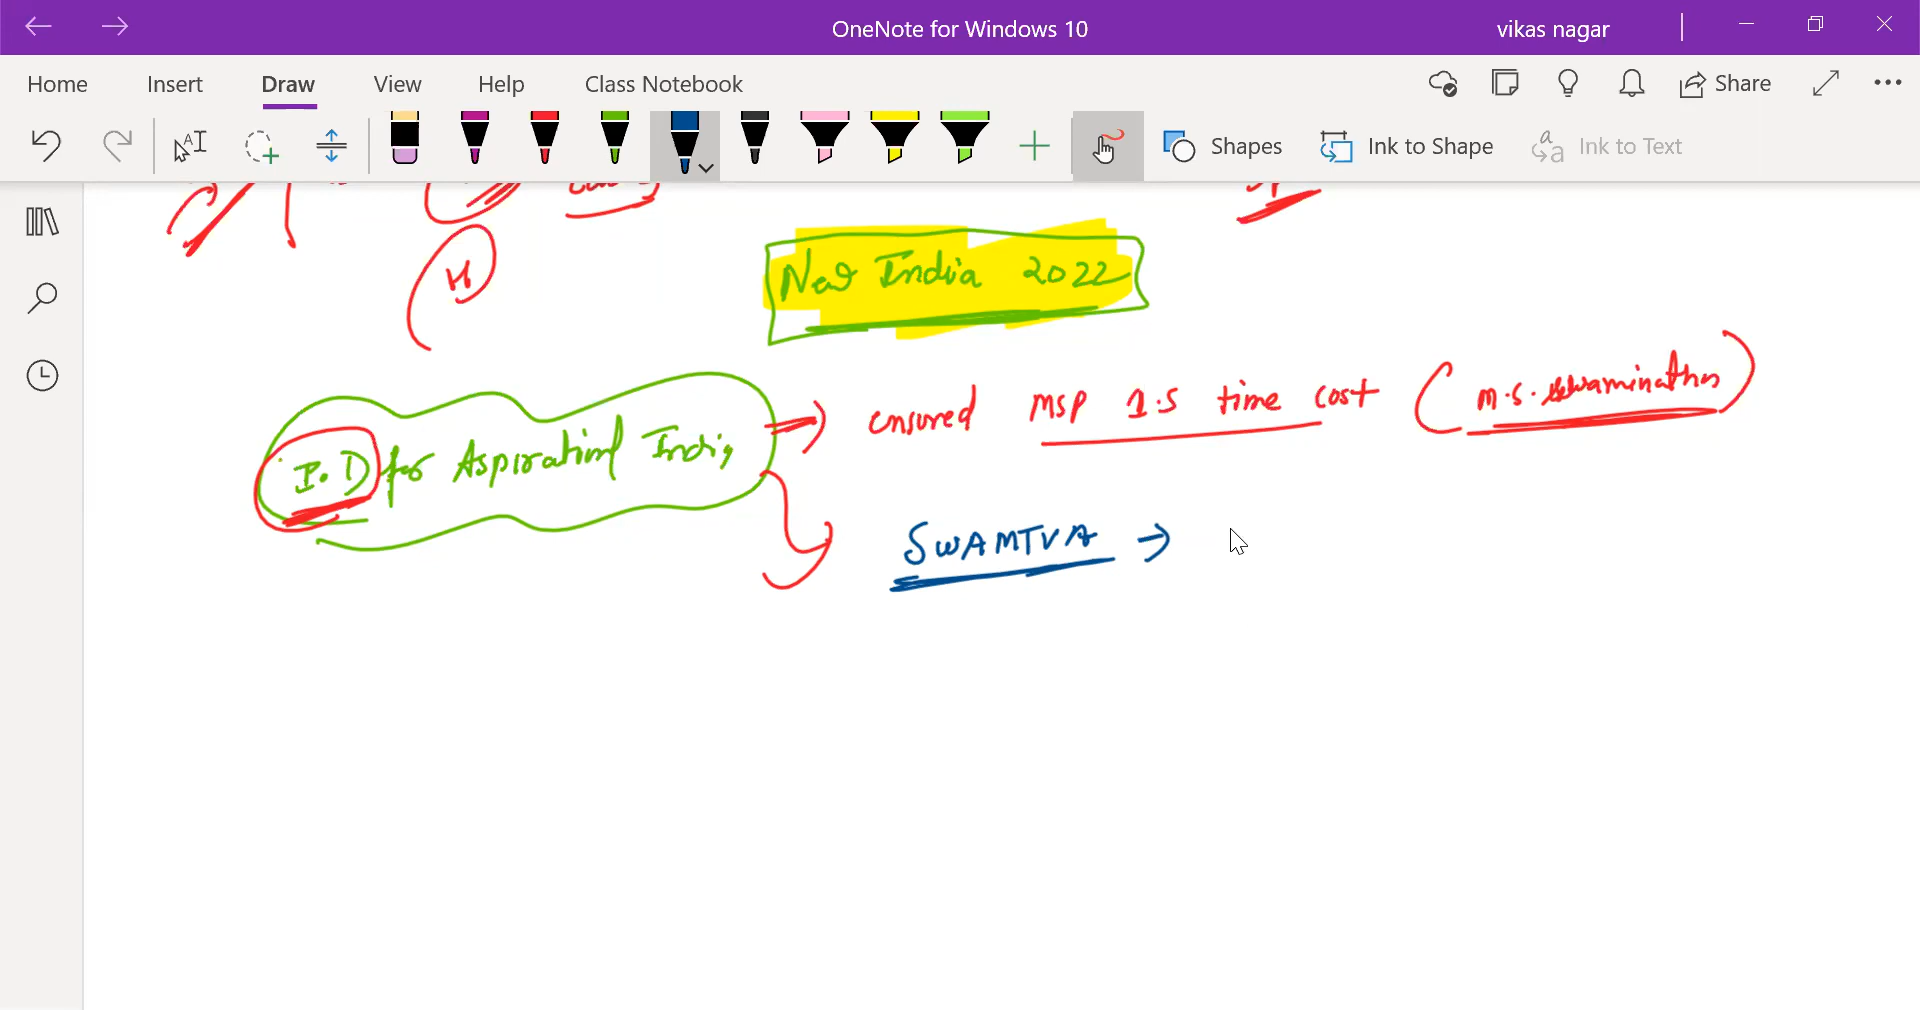 OneNote for Windows 10
vikas nagar
Home Insert Draw View Help Class Notebook
Share
Shapes Ink to Shape Ink to Text
H
New India 2022
I.D for Aspirational India
ensured MSP 1.5 time cost (M.S. Swaminathan)
SWAMTVA →